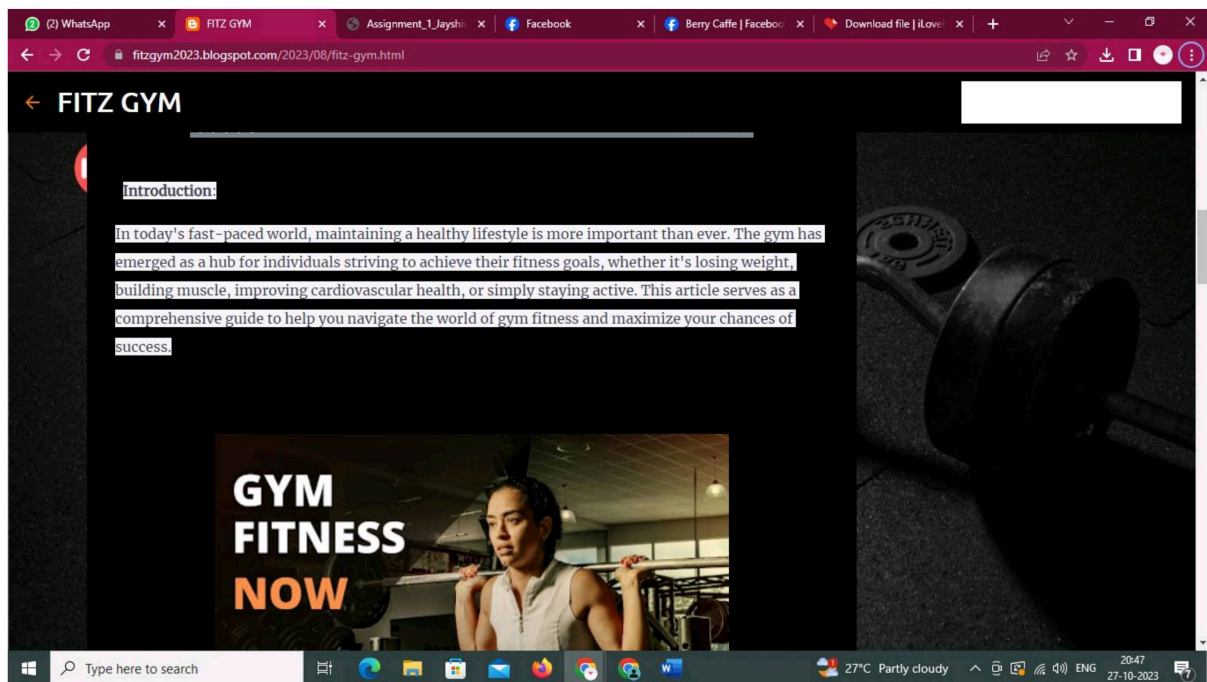 (2) WhatsApp
FITZ GYM
Assignment_1_Jayshi
Facebook
Berry Caffe | Faceboo
Download file | iLove
fitzgym2023.blogspot.com/2023/08/fitz-gym.html
FITZ GYM
Introduction:
In today's fast-paced world, maintaining a healthy lifestyle is more important than ever. The gym has
emerged as a hub for individuals striving to achieve their fitness goals, whether it's losing weight,
building muscle, improving cardiovascular health, or simply staying active. This article serves as a
comprehensive guide to help you navigate the world of gym fitness and maximize your chances of
success.
GYM
FITNESS
NOW
Type here to search
27°C Partly cloudy
ENG
20:47
27-10-2023
7